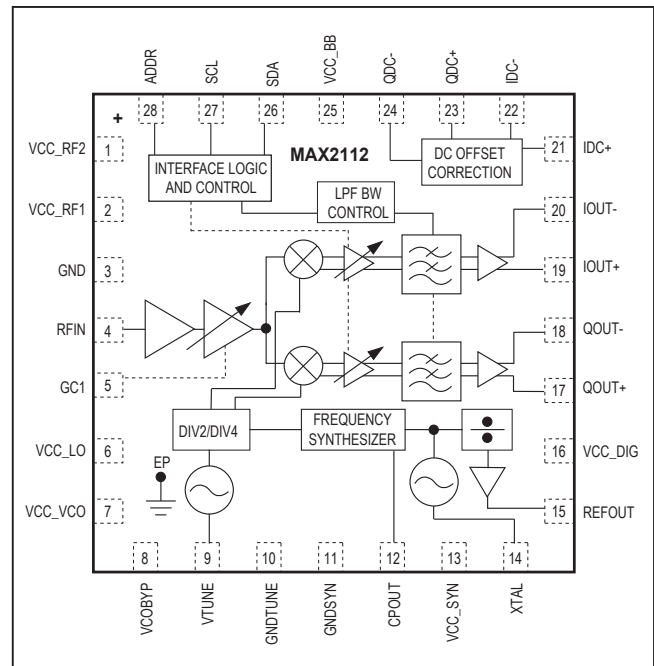 ADDR
SCL
SDA
VCC_BB
QDC-
QDC+
IDC-
28
27
26
25
24
23
22
+
MAX2112
VCC_RF2
1
INTERFACE LOGIC
AND CONTROL
DC OFFSET
CORRECTION
21
IDC+
LPF BW
CONTROL
VCC_RF1
2
20
IOUT-
GND
3
19
IOUT+
RFIN
4
18
QOUT-
GC1
5
17
QOUT+
DIV2/DIV4
FREQUENCY
SYNTHESIZER
VCC_LO
6
16
VCC_DIG
EP
VCC_VCO
7
15
REFOUT
8
9
10
11
12
13
14
VCOBYP
VTUNE
GNDTUNE
GNDSYN
CPOUT
VCC_SYN
XTAL